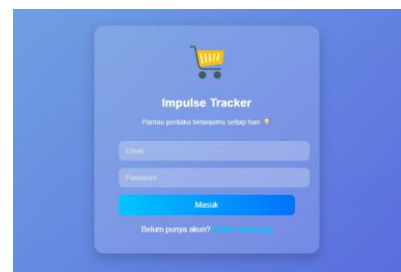 Impulse Tracker
Pantau perilaku belanjamu setiap hari 💡
Email
Password
Masuk
Belum punya akun?